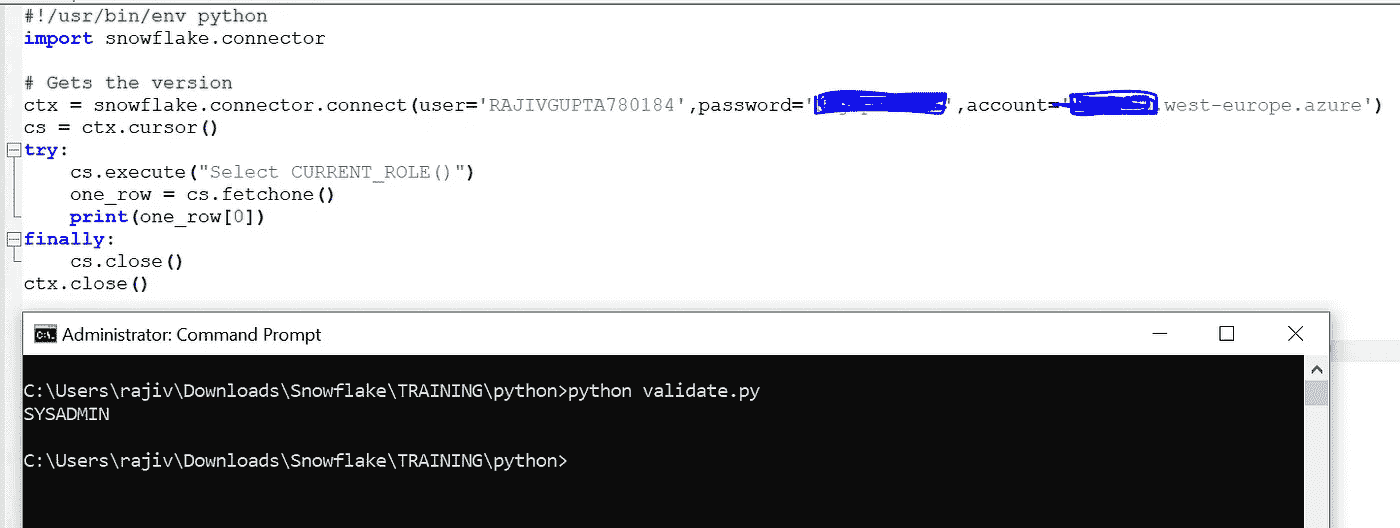 #!/usr/bin/env python
import snowflake.connector
# Gets the version
ctx = snowflake.connector.connect(user='RAJIVGUPTA780184',password='',account='.west-europe.azure')
cs = ctx.cursor()
try:
    cs.execute("Select CURRENT_ROLE()")
    one_row = cs.fetchone()
    print(one_row[0])
finally:
    cs.close()
ctx.close()
Administrator: Command Prompt
C:\Users\rajiv\Downloads\Snowflake\TRAINING\python>python validate.py
SYSADMIN
C:\Users\rajiv\Downloads\Snowflake\TRAINING\python>